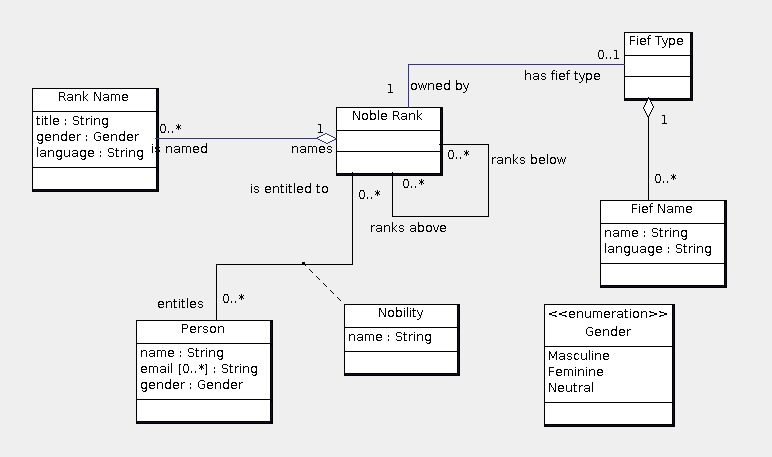 Fief Type
0..1
has fief type
1
owned by
Rank Name
title : String
gender : Gender
language : String
0..*
is named
1
names
Noble Rank
0..*
ranks below
0..*
ranks above
is entitled to
0..*
1
0..*
Fief Name
name : String
language : String
entitles
0..*
Person
name : String
email [0..*] : String
gender : Gender
Nobility
name : String
<<enumeration>>
Gender
Masculine
Feminine
Neutral